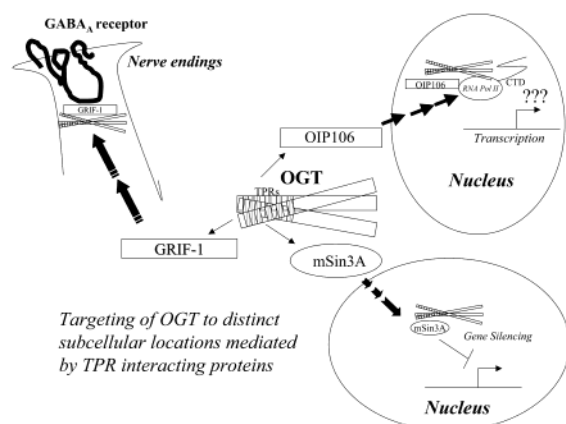 GABAA receptor
Nerve endings
GRIF-1
OIP106
RNA Pol II
CTD
???
Transcription
Nucleus
OIP106
OGT
TPRs
GRIF-1
mSin3A
Targeting of OGT to distinct
subcellular locations mediated
by TPR interacting proteins
mSin3A
Gene Silencing
Nucleus